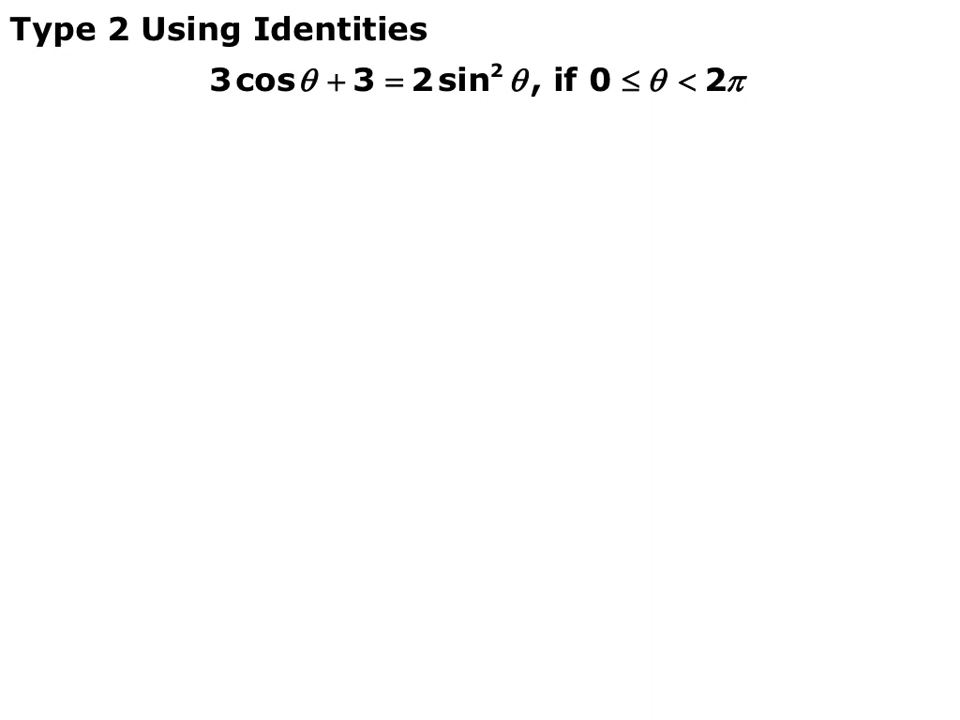 Type 2 Using Identities
3cosθ + 3 = 2sin² θ, if 0 ≤ θ < 2π